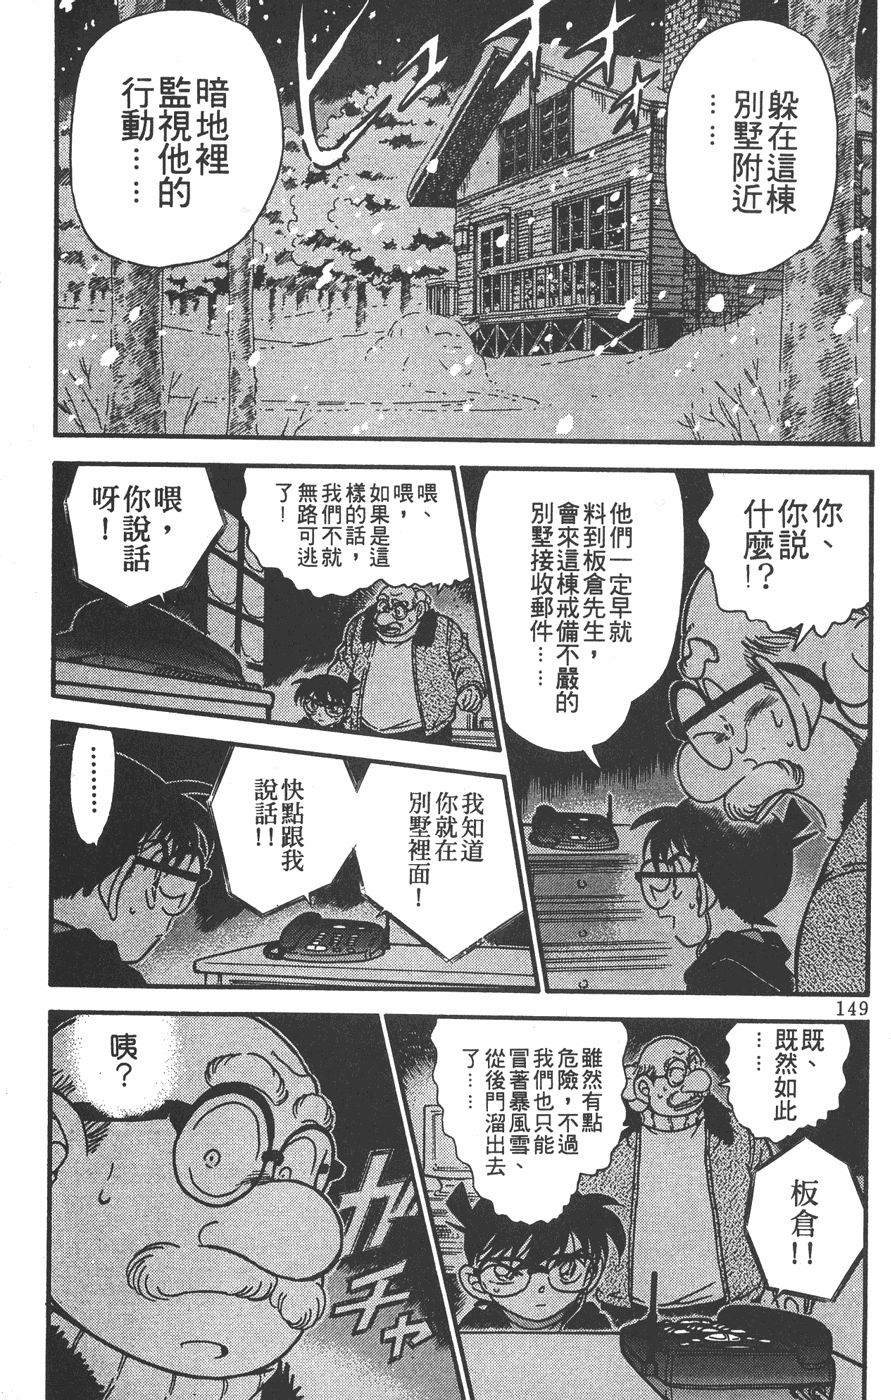 躲在這棟
別墅附近
……
ビュオオオ
暗地裡
監視他的
行動……
你、
你說
什麼!?
他們一定早就
料到板倉先生，
會來這棟戒備不嚴的
別墅接收郵件……
喂、
喂，
如果是這
樣的話，
我們不就
無路可逃
了!
喂，
你說話
呀!
我知道
你就在
別墅裡面!
快點跟我
說話!!
………
149
既、
既然如此
……
板倉!!
雖然有點
危險，不過
我們也只能
冒著暴風雪、
從後門溜出去
了……
咦？
ガチャ